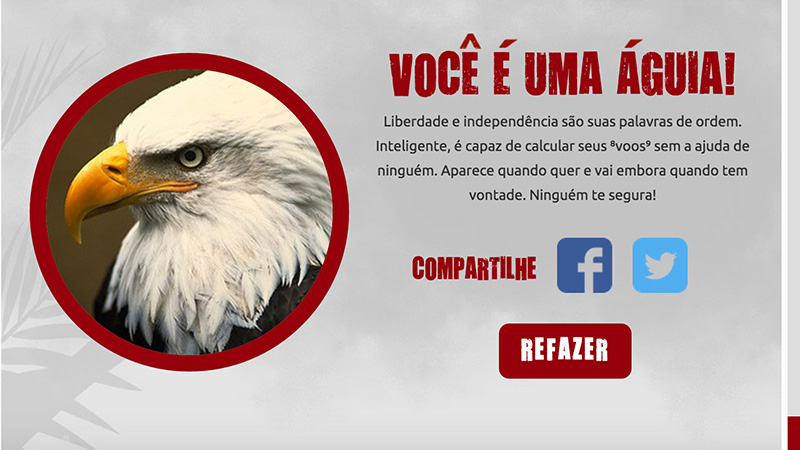 VOCÊ É UMA ÁGUIA!
Liberdade e independência são suas palavras de ordem.
Inteligente, é capaz de calcular seus ⁸voos⁹ sem a ajuda de
ninguém. Aparece quando quer e vai embora quando tem
vontade. Ninguém te segura!
COMPARTILHE
REFAZER